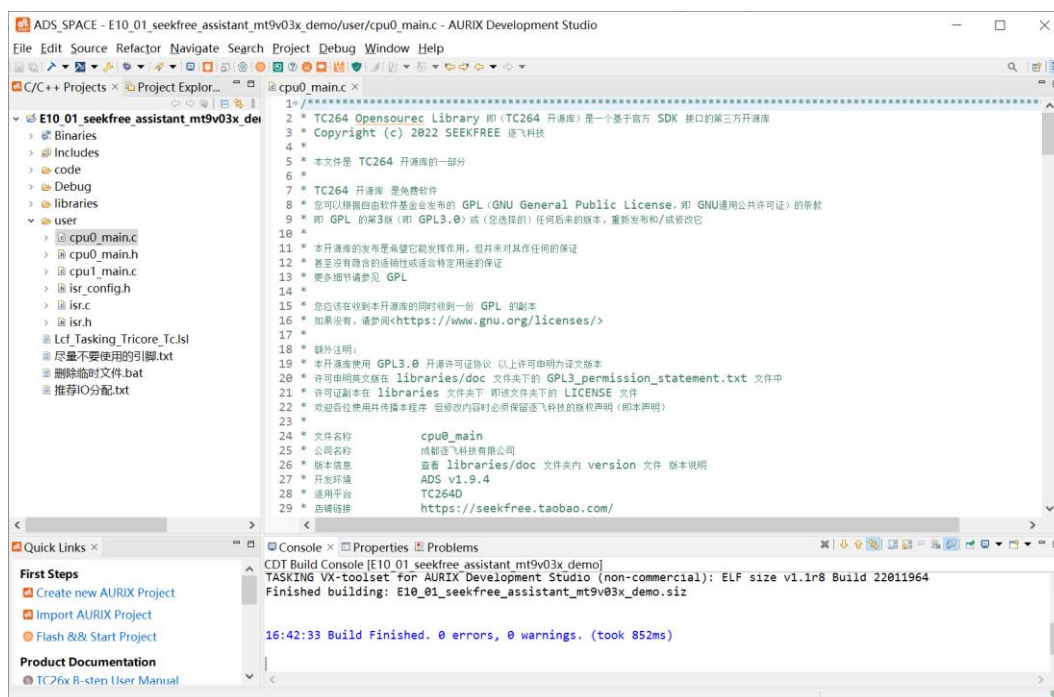 ADS_SPACE - E10_01_seekfree_assistant_mt9v03x_demo/user/cpu0_main.c - AURIX Development Studio
File Edit Source Refactor Navigate Search Project Debug Window Help
C/C++ Projects
Project Explor...
E10_01_seekfree_assistant_mt9v03x_de
Binaries
Includes
code
Debug
libraries
user
cpu0_main.c
cpu0_main.h
cpu1_main.c
isr_config.h
isr.c
isr.h
Lcf_Tasking_Tricore_Tc.lsl
尽量不要使用的引脚.txt
删除临时文件.bat
推荐IO分配.txt
cpu0_main.c
1 /*********************************************************************************************************************
2 * TC264 Opensourec Library 即(TC264 开源库)是一个基于官方 SDK 接口的第三方开源库
3 * Copyright (c) 2022 SEEKFREE 逐飞科技
4 *
5 * 本文件是 TC264 开源库的一部分
6 *
7 * TC264 开源库 是免费软件
8 * 您可以根据自由软件基金会发布的 GPL(GNU General Public License,即 GNU通用公共许可证)的条款
9 * 即 GPL 的第3版(即 GPL3.0)或(您选择的)任何后来的版本,重新发布和/或修改它
10 *
11 * 本开源库的发布是希望它能发挥作用,但并未对其作任何的保证
12 * 甚至没有隐含的适销性或适合特定用途的保证
13 * 更多细节请参见 GPL
14 *
15 * 您应该在收到本开源库的同时收到一份 GPL 的副本
16 * 如果没有,请参阅<https://www.gnu.org/licenses/>
17 *
18 * 额外注明:
19 * 本开源库使用 GPL3.0 开源许可证协议 以上许可申明为译文版本
20 * 许可申明英文版在 libraries/doc 文件夹下的 GPL3_permission_statement.txt 文件中
21 * 许可证副本在 libraries 文件夹下 即该文件夹下的 LICENSE 文件
22 * 欢迎各位使用并传播本程序 但修改内容时必须保留逐飞科技的版权声明(即本声明)
23 *
24 * 文件名称 cpu0_main
25 * 公司名称 成都逐飞科技有限公司
26 * 版本信息 查看 libraries/doc 文件夹内 version 文件 版本说明
27 * 开发环境 ADS v1.9.4
28 * 适用平台 TC264D
29 * 店铺链接 https://seekfree.taobao.com/
Quick Links
First Steps
Create new AURIX Project
Import AURIX Project
Flash && Start Project
Product Documentation
TC26x B-step User Manual
Console Properties Problems
CDT Build Console [E10_01_seekfree_assistant_mt9v03x_demo]
TASKING VX-toolset for AURIX Development Studio (non-commercial): ELF size v1.1r8 Build 22011964
Finished building: E10_01_seekfree_assistant_mt9v03x_demo.siz
16:42:33 Build Finished. 0 errors, 0 warnings. (took 852ms)